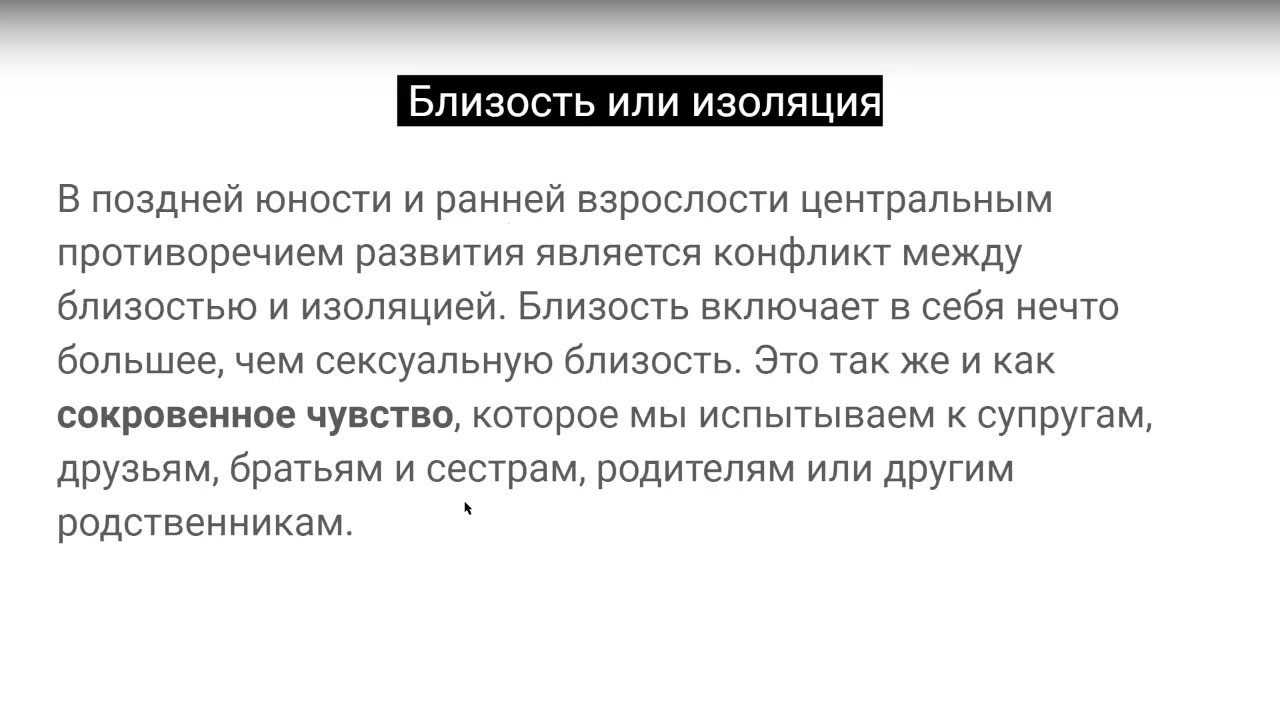 Близость или изоляция
В поздней юности и ранней взрослости центральным
противоречием развития является конфликт между
близостью и изоляцией. Близость включает в себя нечто
большее, чем сексуальную близость. Это так же и как
сокровенное чувство, которое мы испытываем к супругам,
друзьям, братьям и сестрам, родителям или другим
родственникам.